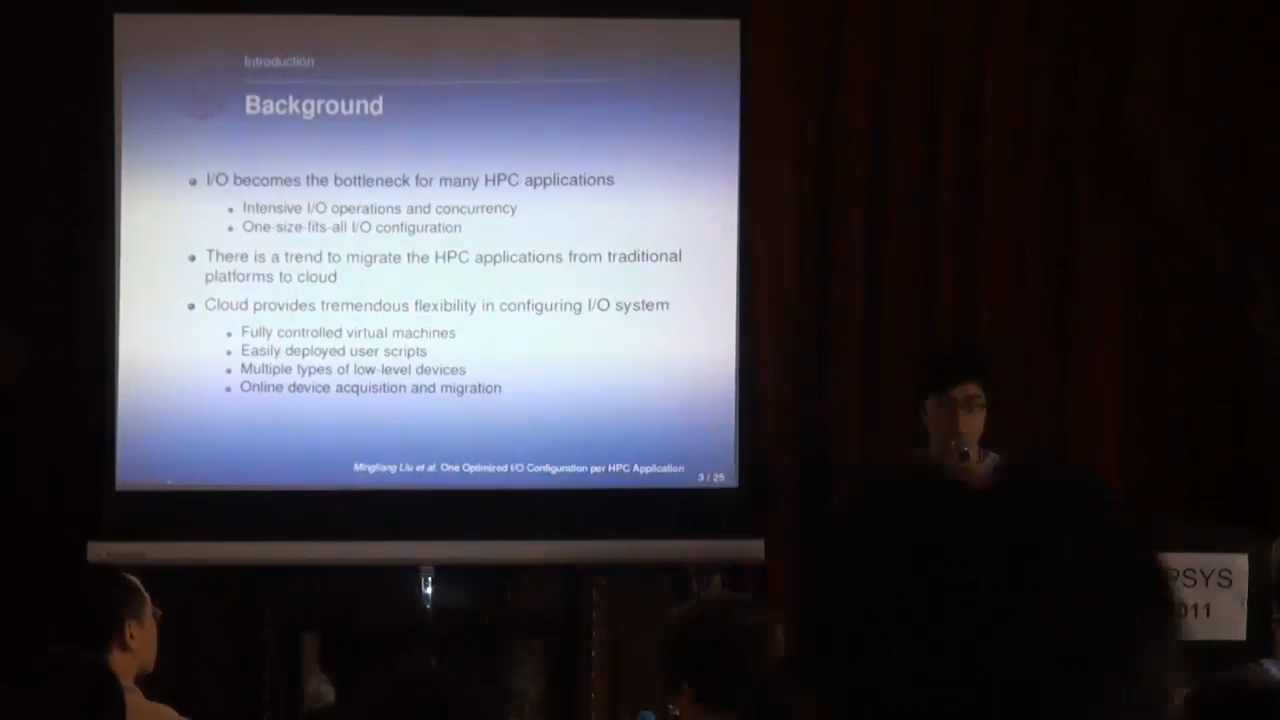 Introduction
Background
I/O becomes the bottleneck for many HPC applications
Intensive I/O operations and concurrency
One-size-fits-all I/O configuration
There is a trend to migrate the HPC applications from traditional
platforms to cloud
Cloud provides tremendous flexibility in configuring I/O system
Fully controlled virtual machines
Easily deployed user scripts
Multiple types of low-level devices
Online device acquisition and migration
Mingliang Liu et al. One Optimized I/O Configuration per HPC Application
3 / 25
PSYS
011